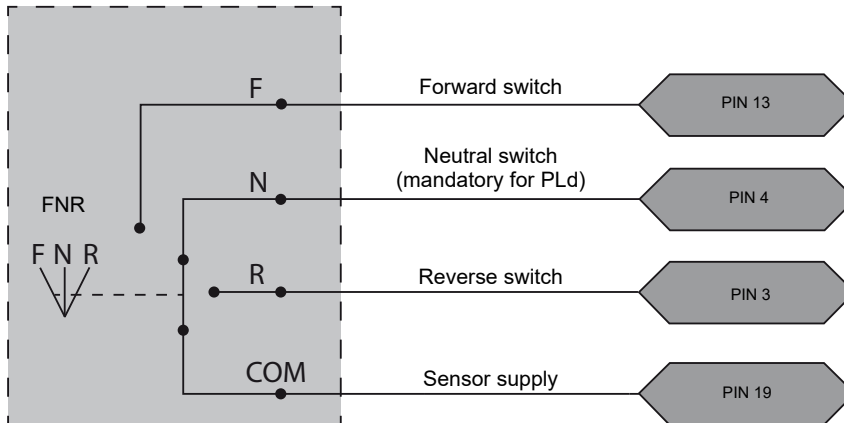 F
Forward switch
PIN 13
Neutral switch
(mandatory for PLd)
N
PIN 4
FNR
F N R
R
Reverse switch
PIN 3
COM
Sensor supply
PIN 19